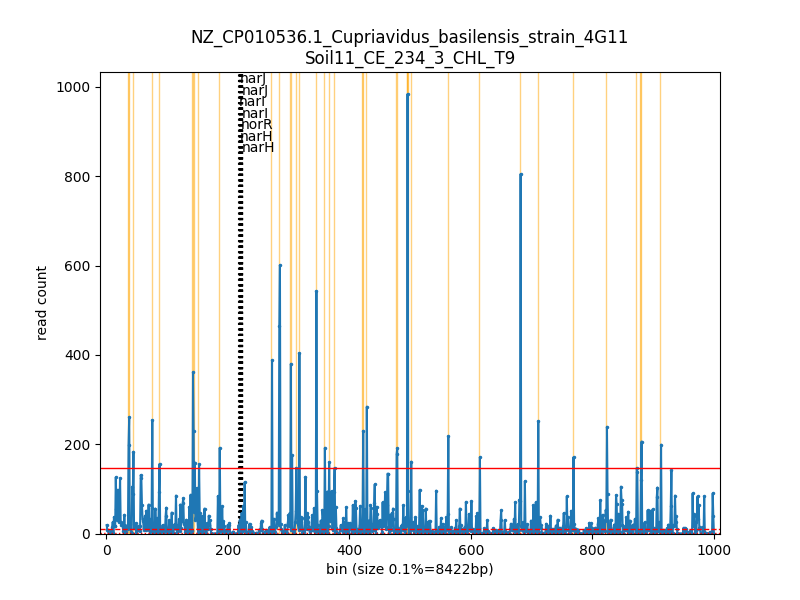 NZ_CP010536.1_Cupriavidus_basilensis_strain_4G11
Soil11_CE_234_3_CHL_T9
narJ
narJ
narI
narI
norR
narH
narH
1000
800
600
400
200
0
read count
0 200 400 600 800 1000
bin (size 0.1%=8422bp)